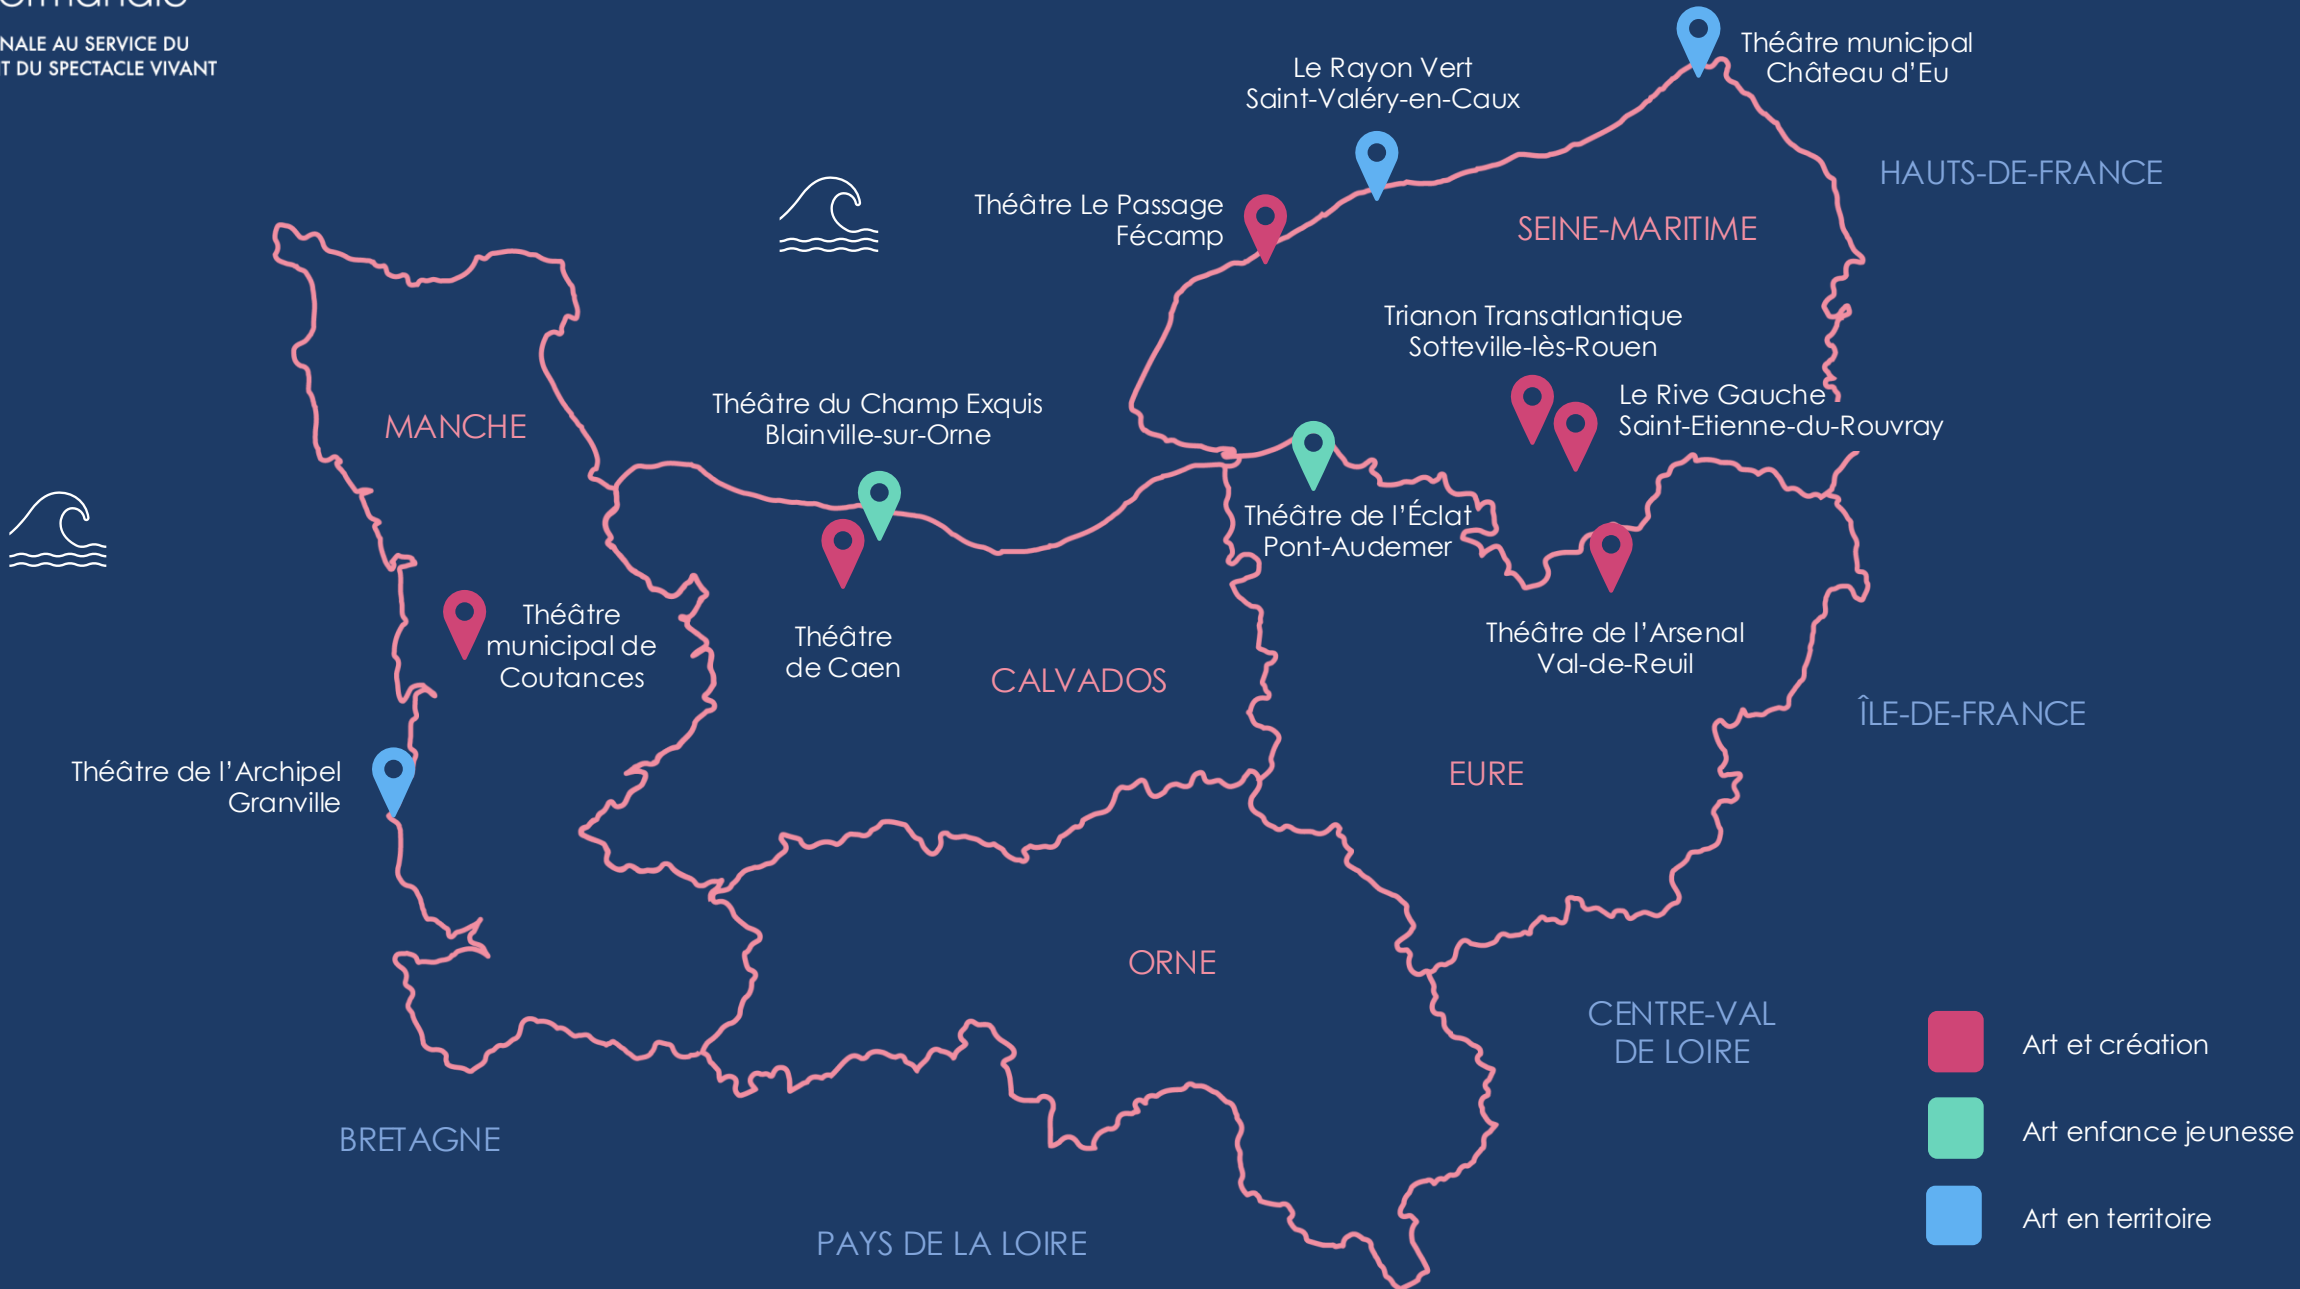 NALE AU SERVICE DU
T DU SPECTACLE VIVANT
Théâtre municipal
Château d'Eu
Le Rayon Vert
Saint-Valéry-en-Caux
HAUTS-DE-FRANCE
Théâtre Le Passage
Fécamp
SEINE-MARITIME
Trianon Transatlantique
Sotteville-lès-Rouen
Le Rive Gauche
Saint-Etienne-du-Rouvray
MANCHE
Théâtre du Champ Exquis
Blainville-sur-Orne
Théâtre de l'Éclat
Pont-Audemer
Théâtre
municipal de
Coutances
Théâtre
de Caen
CALVADOS
Théâtre de l'Arsenal
Val-de-Reuil
ÎLE-DE-FRANCE
Théâtre de l'Archipel
Granville
EURE
ORNE
CENTRE-VAL
DE LOIRE
BRETAGNE
PAYS DE LA LOIRE
Art et création
Art enfance jeunesse
Art en territoire